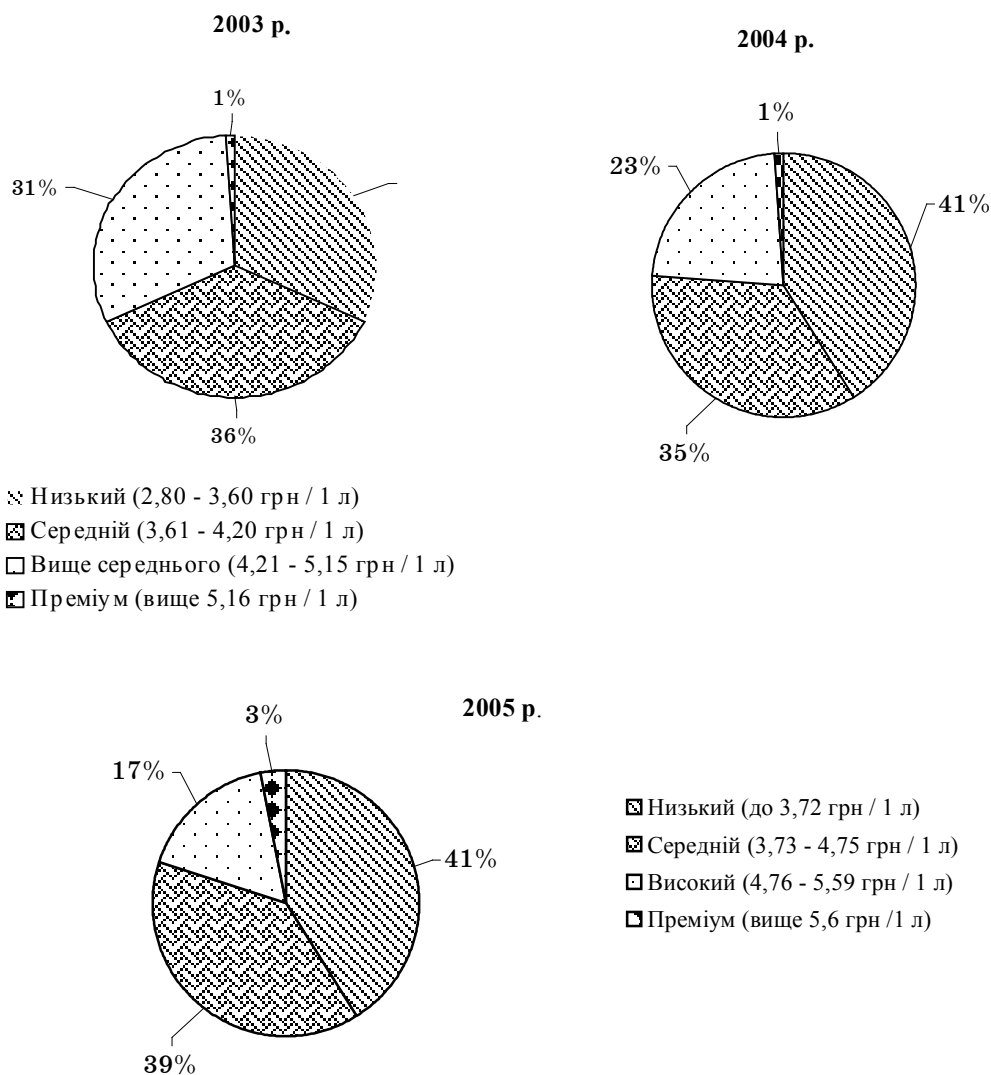 2003 р.
1%
31%
36%
2004 р.
1%
23%
41%
35%
Низький (2,80 - 3,60 грн / 1 л)
Середній (3,61 - 4,20 грн / 1 л)
Вище середнього (4,21 - 5,15 грн / 1 л)
Преміум (вище 5,16 грн / 1 л)
2005 р.
3%
17%
41%
39%
Низький (до 3,72 грн / 1 л)
Середній (3,73 - 4,75 грн / 1 л)
Високий (4,76 - 5,59 грн / 1 л)
Преміум (вище 5,6 грн /1 л)